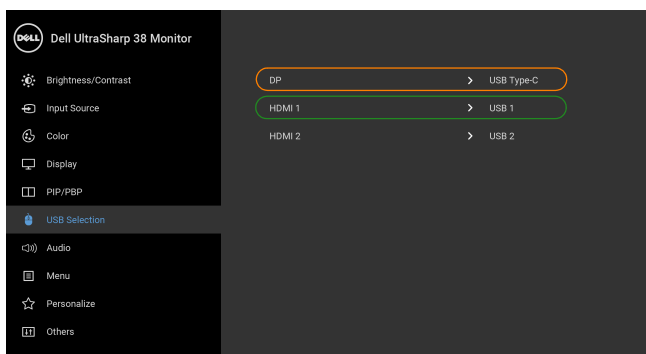 DELL Dell UltraSharp 38 Monitor
Brightness/Contrast
DP > USB Type-C
Input Source
HDMI 1 > USB 1
Color
HDMI 2 > USB 2
Display
PIP/PBP
USB Selection
Audio
Menu
Personalize
Others